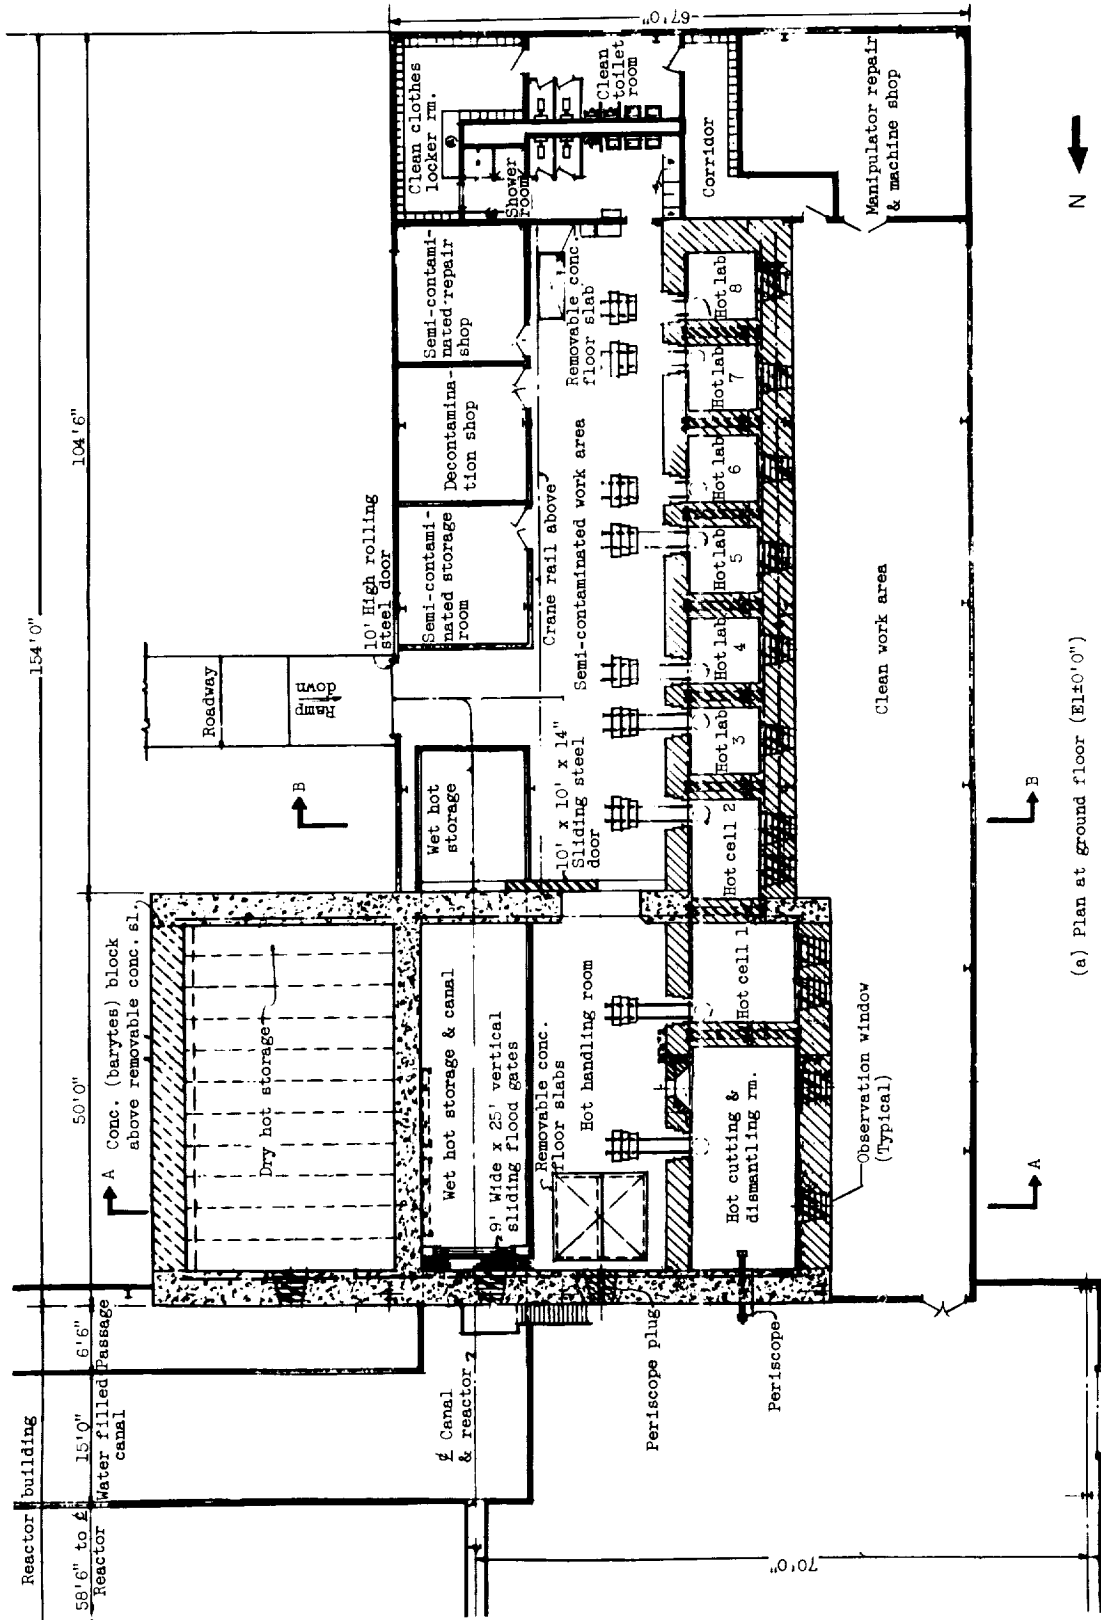 Reactor building
154'0"
58'6" to ℄
Reactor
15'0"
Water filled
canal
6'6"
Passage
50'0"
104'6"
67'0"
70'0"
A
Conc. (barytes) block
above removable conc. sl.
Dry hot storage
B
Roadway
Ramp
down
10' High rolling
steel door
Semi-contami-
nated storage
room
Decontamina-
tion shop
Semi-contami-
nated repair
shop
Clean clothes
locker rm.
Shower
room
Clean
toilet
room
Wet hot
storage
Wet hot storage & canal
9' Wide x 25' vertical
sliding flood gates
℄ Canal
& reactor
Removable conc.
floor slabs
Hot handling room
10' x 10' x 14"
Sliding steel
door
Crane rail above
Semi-contaminated work area
Removable conc.
floor slab
Corridor
Periscope plug
Periscope
Hot cutting &
dismantling rm.
Hot cell 1
Hot cell 2
Hot lab
3
Hot lab
4
Hot lab
5
Hot lab
6
Hot lab
7
Hot lab
8
Manipulator repair
& machine shop
Observation window
(Typical)
Clean work area
A
B
N
(a) Plan at ground floor (El±0'0")